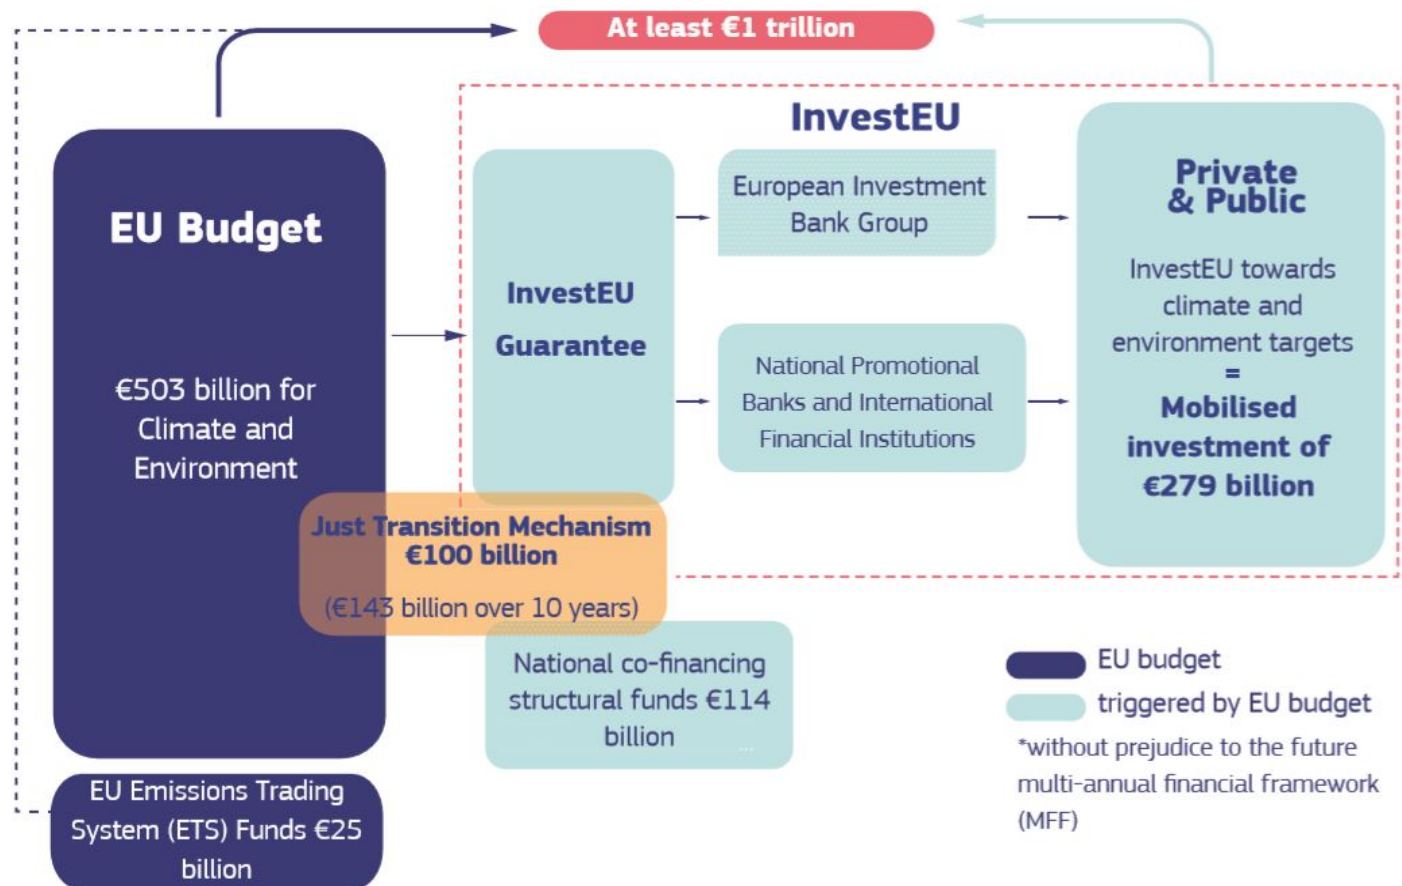 At least €1 trillion
EU Budget
€503 billion for
Climate and
Environment
InvestEU
InvestEU
Guarantee
European Investment
Bank Group
National Promotional
Banks and International
Financial Institutions
Private
& Public
InvestEU towards
climate and
environment targets
=
Mobilised
investment of
€279 billion
Just Transition Mechanism
€100 billion
(€143 billion over 10 years)
National co-financing
structural funds €114
billion ...
EU Emissions Trading
System (ETS) Funds €25
billion
EU budget
triggered by EU budget
*without prejudice to the future
multi-annual financial framework
(MFF)